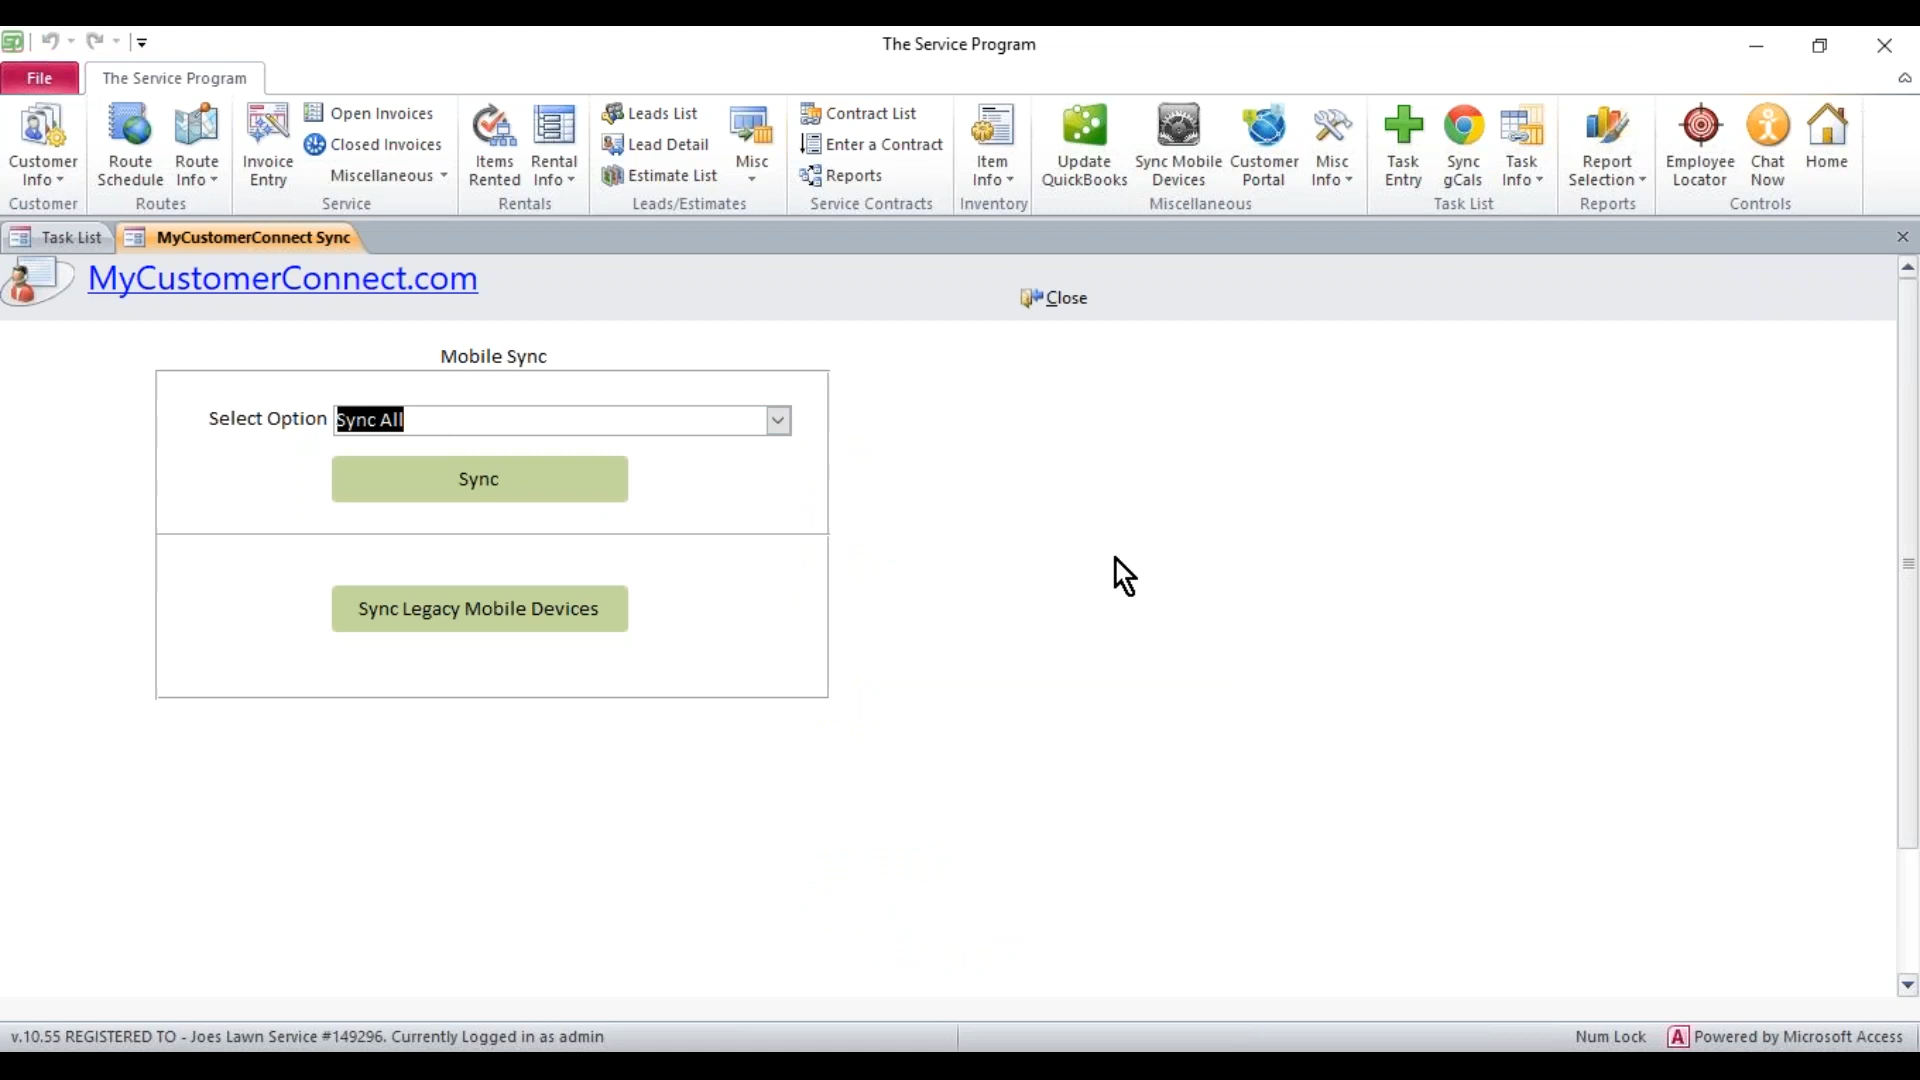 The Service Program
File
The Service Program
Customer Info
Customer
Route Schedule
Route Info
Routes
Invoice Entry
Open Invoices
Closed Invoices
Miscellaneous
Service
Items Rented
Rental Info
Rentals
Leads List
Lead Detail
Estimate List
Misc
Leads/Estimates
Contract List
Enter a Contract
Reports
Service Contracts
Item Info
Inventory
Update QuickBooks
Sync Mobile Devices
Customer Portal
Misc Info
Miscellaneous
Task Entry
Sync gCals
Task Info
Task List
Report Selection
Reports
Employee Locator
Chat Now
Home
Controls
Task List
MyCustomerConnect Sync
MyCustomerConnect.com
Close
Mobile Sync
Select Option Sync All
Sync
Sync Legacy Mobile Devices
v.10.55 REGISTERED TO - Joes Lawn Service #149296. Currently Logged in as admin
Num Lock
A Powered by Microsoft Access